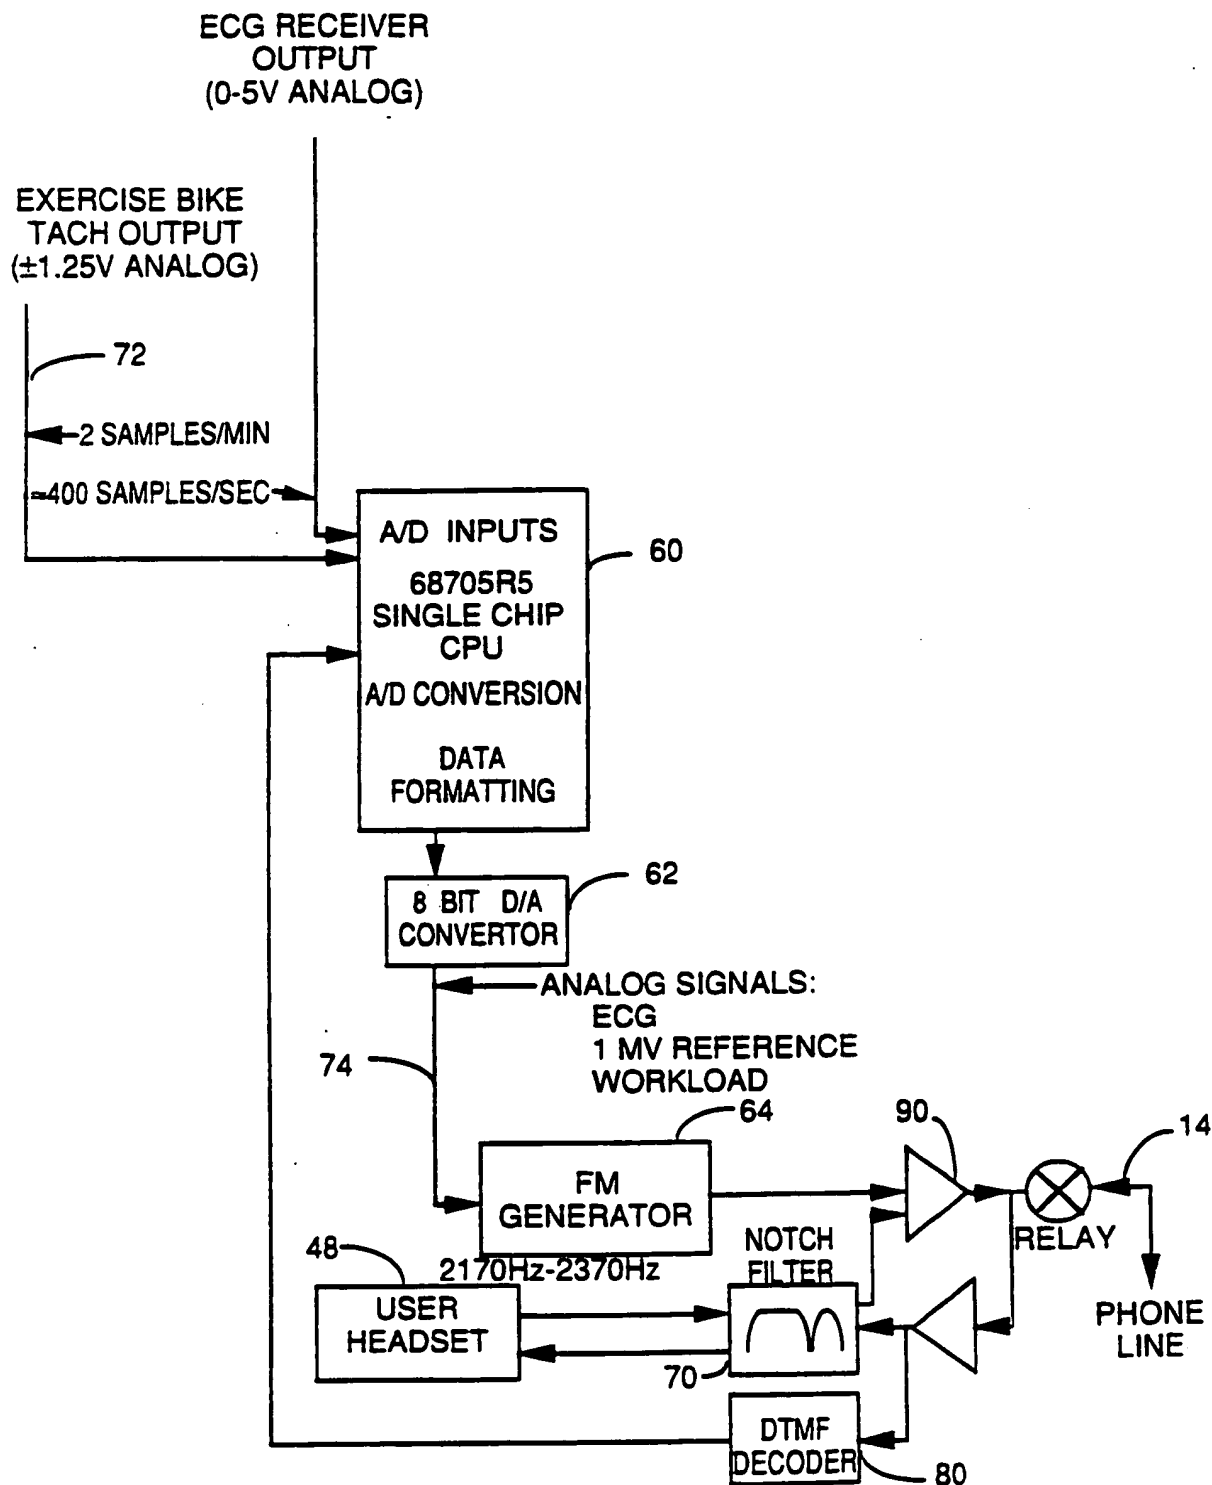 ECG RECEIVER
OUTPUT
(0-5V ANALOG)
EXERCISE BIKE
TACH OUTPUT
(±1.25V ANALOG)
72
2 SAMPLES/MIN
≈400 SAMPLES/SEC
A/D INPUTS
60
68705R5
SINGLE CHIP
CPU
A/D CONVERSION
DATA
FORMATTING
62
8 BIT D/A
CONVERTOR
ANALOG SIGNALS:
ECG
1 MV REFERENCE
WORKLOAD
74
64
90
14
FM
GENERATOR
RELAY
NOTCH
FILTER
48
2170Hz-2370Hz
USER
HEADSET
PHONE
LINE
70
DTMF
DECODER
80